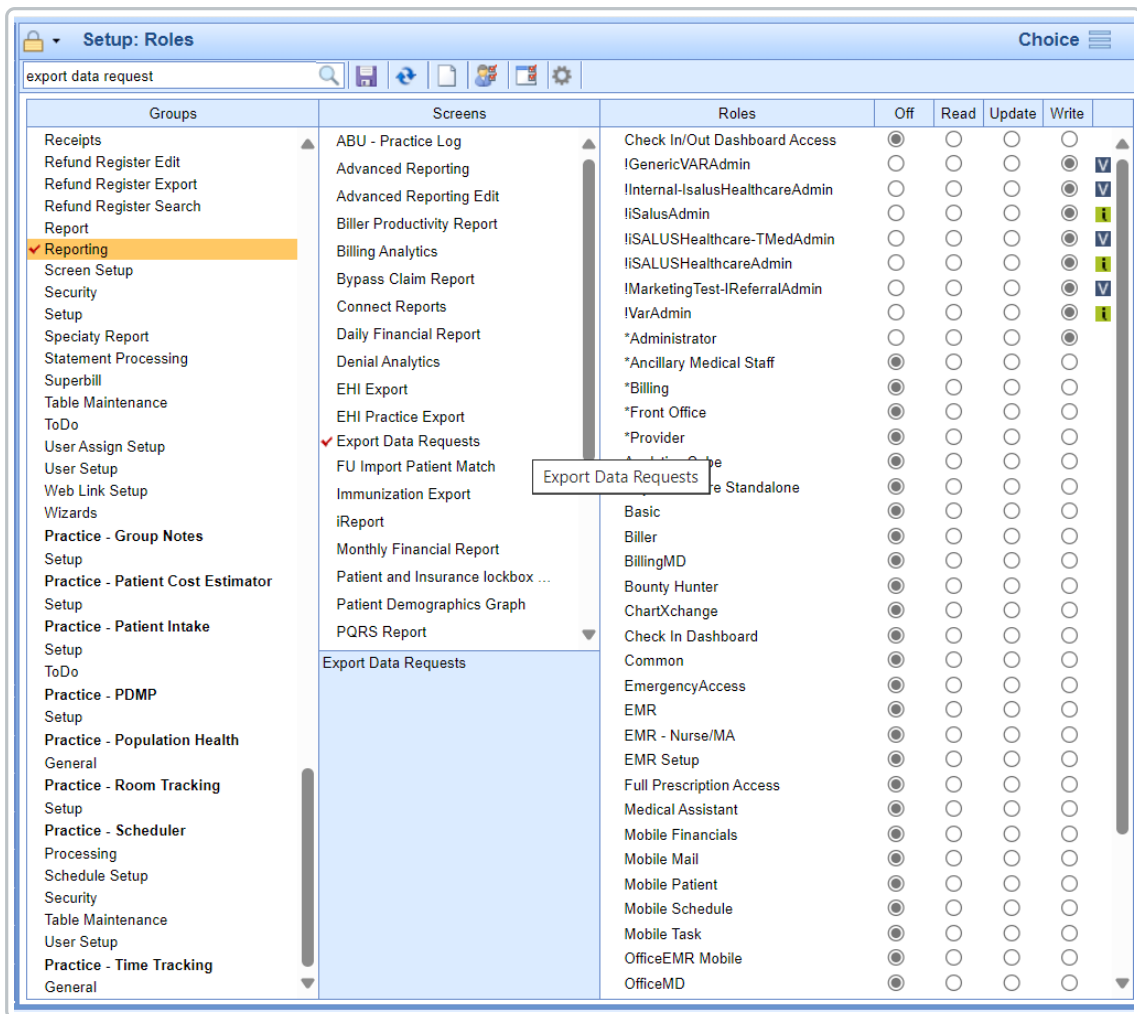 Setup: Roles
Choice
export data request
Groups
Screens
Roles
Off
Read
Update
Write
Receipts
Refund Register Edit
Refund Register Export
Refund Register Search
Report
Reporting
Screen Setup
Security
Setup
Specialty Report
Statement Processing
Superbill
Table Maintenance
ToDo
User Assign Setup
User Setup
Web Link Setup
Wizards
Practice - Group Notes
Setup
Practice - Patient Cost Estimator
Setup
Practice - Patient Intake
Setup
ToDo
Practice - PDMP
Setup
Practice - Population Health
General
Practice - Room Tracking
Setup
Practice - Scheduler
Processing
Schedule Setup
Security
Table Maintenance
User Setup
Practice - Time Tracking
General
ABU - Practice Log
Advanced Reporting
Advanced Reporting Edit
Biller Productivity Report
Billing Analytics
Bypass Claim Report
Connect Reports
Daily Financial Report
Denial Analytics
EHI Export
EHI Practice Export
Export Data Requests
FU Import Patient Match
Immunization Export
iReport
Monthly Financial Report
Patient and Insurance lockbox ...
Patient Demographics Graph
PQRS Report
Export Data Requests
Export Data Requests
Check In/Out Dashboard Access
!GenericVARAdmin V
!Internal-IsalusHealthcareAdmin V
!iSalusAdmin i
!iSALUSHealthcare-TMedAdmin V
!iSALUSHealthcareAdmin i
!MarketingTest-IReferralAdmin V
!VarAdmin i
*Administrator
*Ancillary Medical Staff
*Billing
*Front Office
*Provider
Standalone
Basic
Biller
BillingMD
Bounty Hunter
ChartXchange
Check In Dashboard
Common
EmergencyAccess
EMR
EMR - Nurse/MA
EMR Setup
Full Prescription Access
Medical Assistant
Mobile Financials
Mobile Mail
Mobile Patient
Mobile Schedule
Mobile Task
OfficeEMR Mobile
OfficeMD